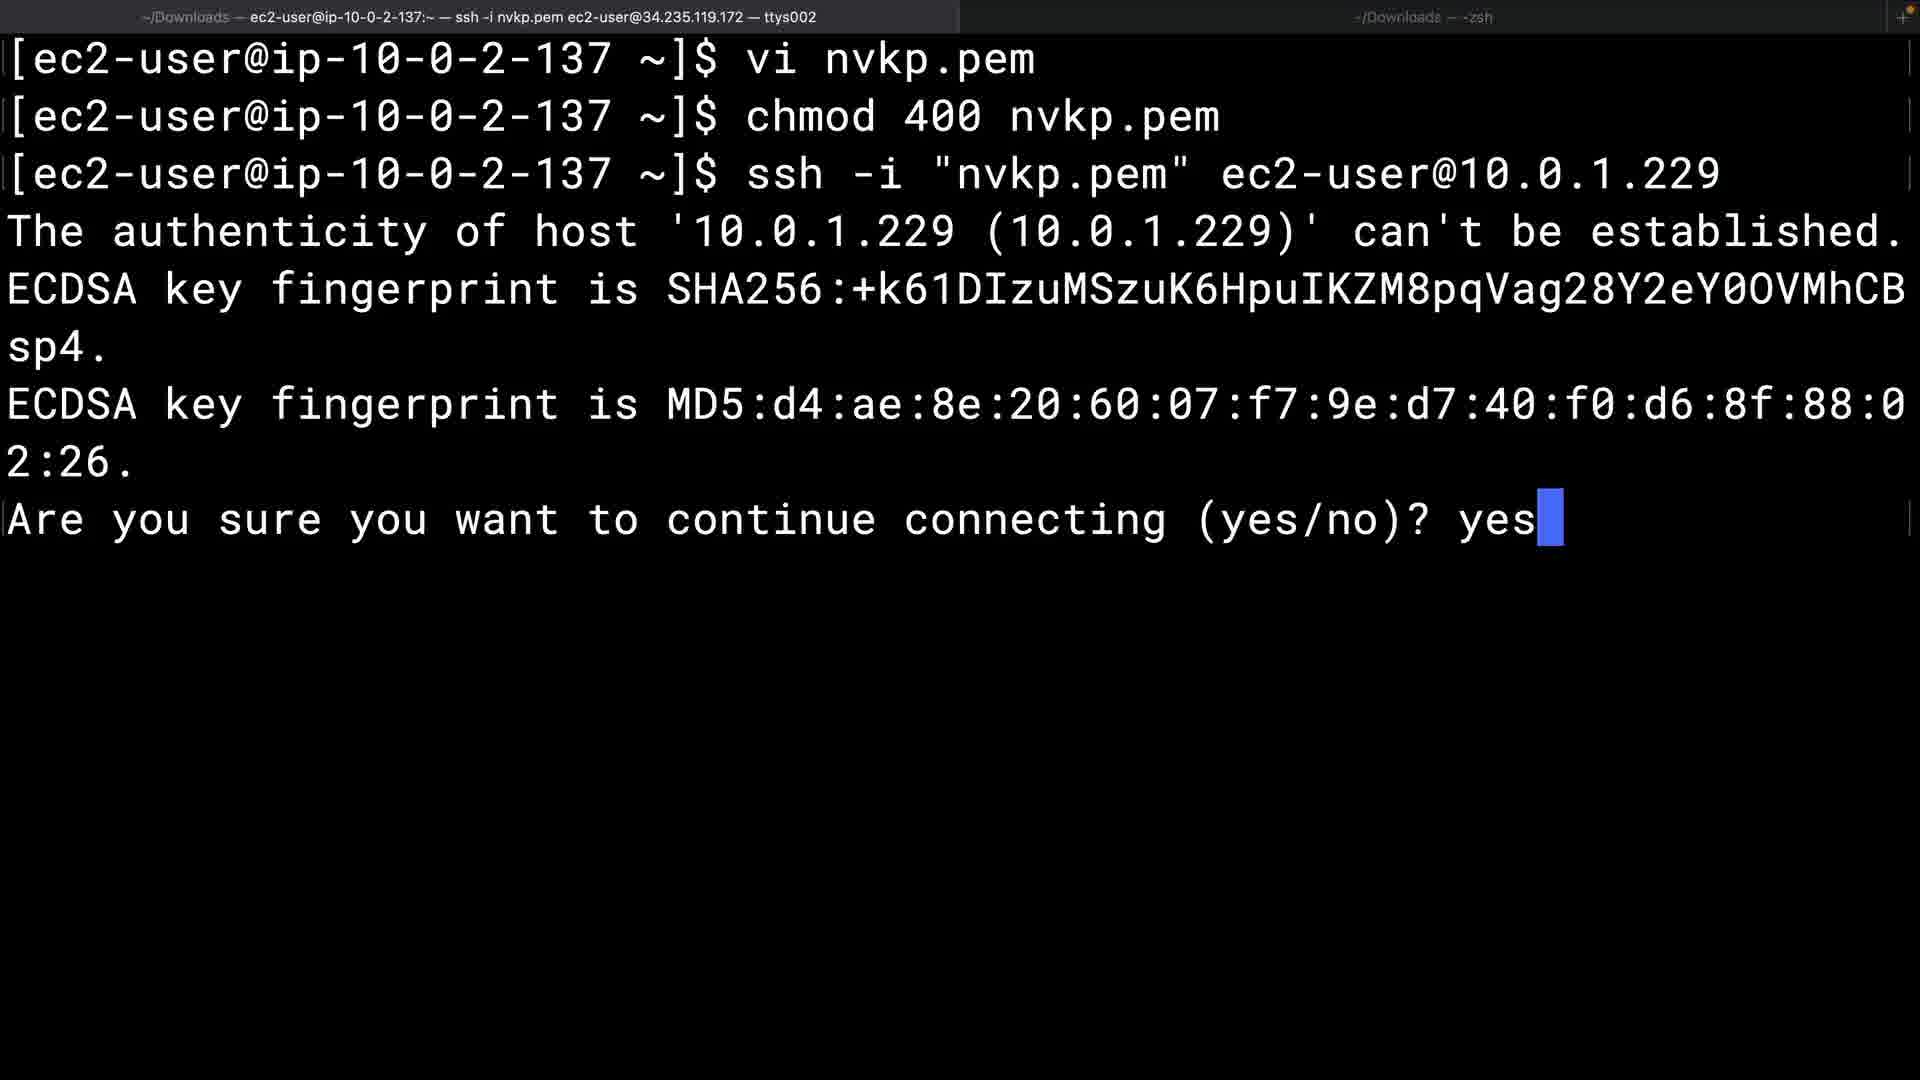 ~/Downloads — ec2-user@ip-10-0-2-137:~ — ssh -i nvkp.pem ec2-user@34.235.119.172 — ttys002
~/Downloads — -zsh
+
[ec2-user@ip-10-0-2-137 ~]$ vi nvkp.pem
[ec2-user@ip-10-0-2-137 ~]$ chmod 400 nvkp.pem
[ec2-user@ip-10-0-2-137 ~]$ ssh -i "nvkp.pem" ec2-user@10.0.1.229
The authenticity of host '10.0.1.229 (10.0.1.229)' can't be established.
ECDSA key fingerprint is SHA256:+k61DIzuMSzuK6HpuIKZM8pqVag28Y2eY0OVMhCB
sp4.
ECDSA key fingerprint is MD5:d4:ae:8e:20:60:07:f7:9e:d7:40:f0:d6:8f:88:0
2:26.
Are you sure you want to continue connecting (yes/no)? yes